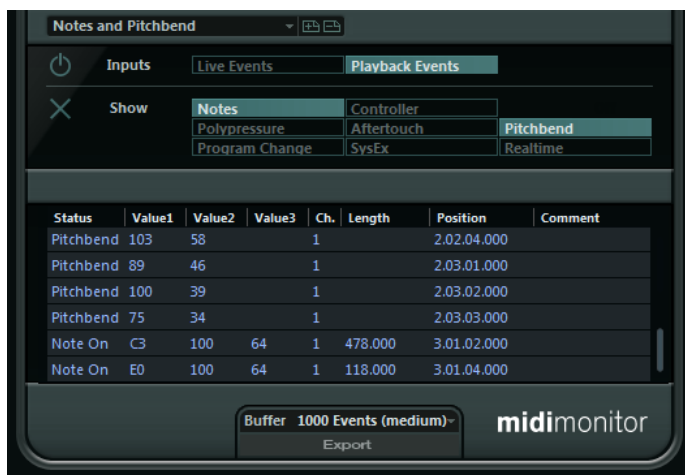 Notes and Pitchbend
Inputs Live Events Playback Events
Show Notes Controller
Polypressure Aftertouch Pitchbend
Program Change SysEx Realtime
Status Value1 Value2 Value3 Ch. Length Position Comment
Pitchbend 103 58 1 2.02.04.000
Pitchbend 89 46 1 2.03.01.000
Pitchbend 100 39 1 2.03.02.000
Pitchbend 75 34 1 2.03.03.000
Note On C3 100 64 1 478.000 3.01.02.000
Note On E0 100 64 1 118.000 3.01.04.000
Buffer 1000 Events (medium)
Export
midimonitor